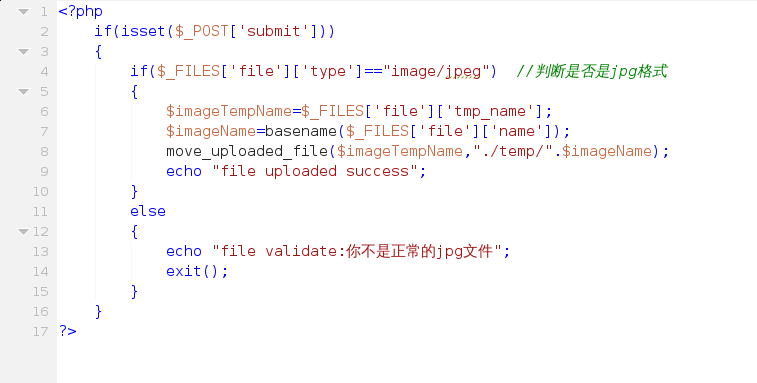 1 <?php
2 if(isset($_POST['submit']))
3 {
4 if($_FILES['file']['type']=="image/jpeg") //判断是否是jpg格式
5 {
6 $imageTempName=$_FILES['file']['tmp_name'];
7 $imageName=basename($_FILES['file']['name']);
8 move_uploaded_file($imageTempName,"./temp/".$imageName);
9 echo "file uploaded success";
10 }
11 else
12 {
13 echo "file validate:你不是正常的jpg文件";
14 exit();
15 }
16 }
17 ?>